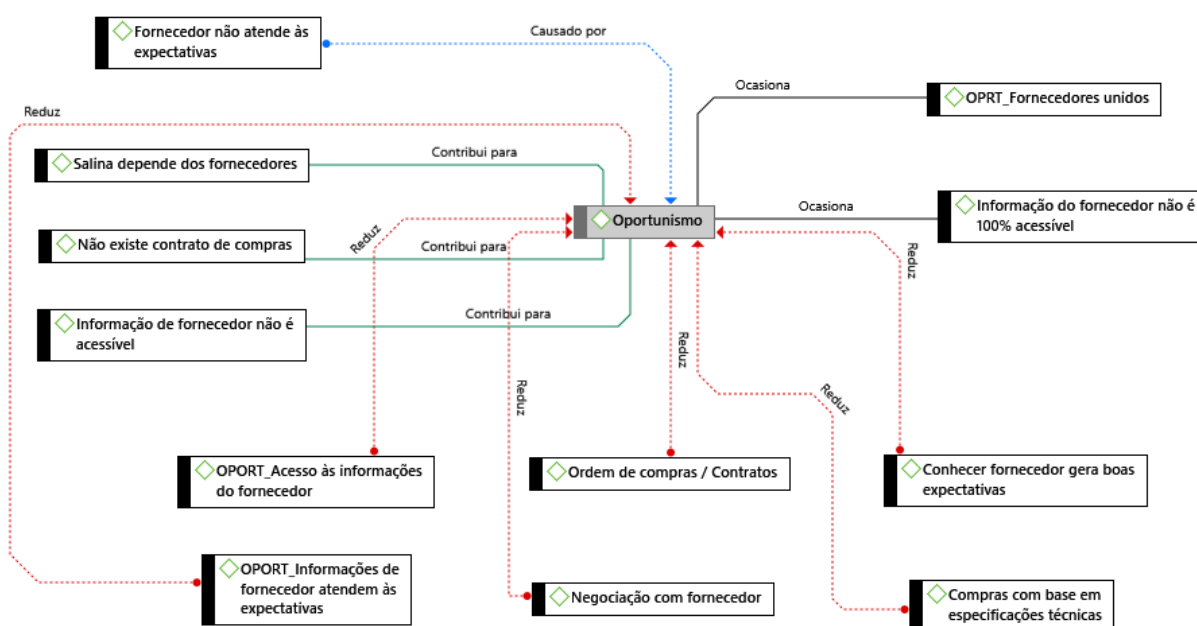 Fornecedor não atende às
expectativas
Causado por
Ocasiona
OPRT_Fornecedores unidos
Reduz
Salina depende dos fornecedores
Contribui para
Oportunismo
Ocasiona
Informação do fornecedor não é
100% acessível
Não existe contrato de compras
Contribui para
Reduz
Reduz
Informação de fornecedor não é
acessível
Contribui para
Reduz
Reduz
Reduz
OPORT_Acesso às informações
do fornecedor
Ordem de compras / Contratos
Conhecer fornecedor gera boas
expectativas
OPORT_Informações de
fornecedor atendem às
expectativas
Negociação com fornecedor
Compras com base em
especificações técnicas